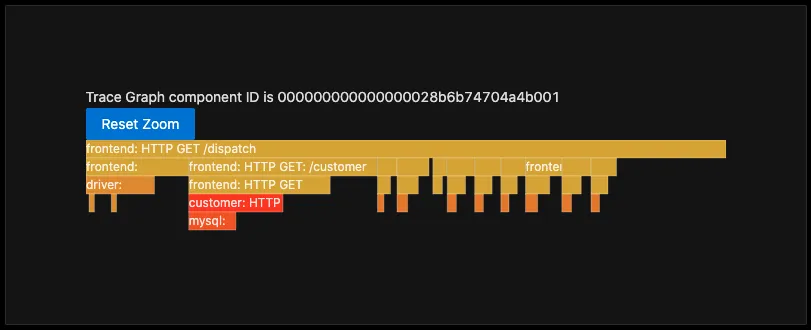 Trace Graph component ID is 000000000000000028b6b74704a4b001
Reset Zoom
frontend: HTTP GET /dispatch
frontend: frontend: HTTP GET: /customer fronter
driver: frontend: HTTP GET
customer: HTTP
mysql: